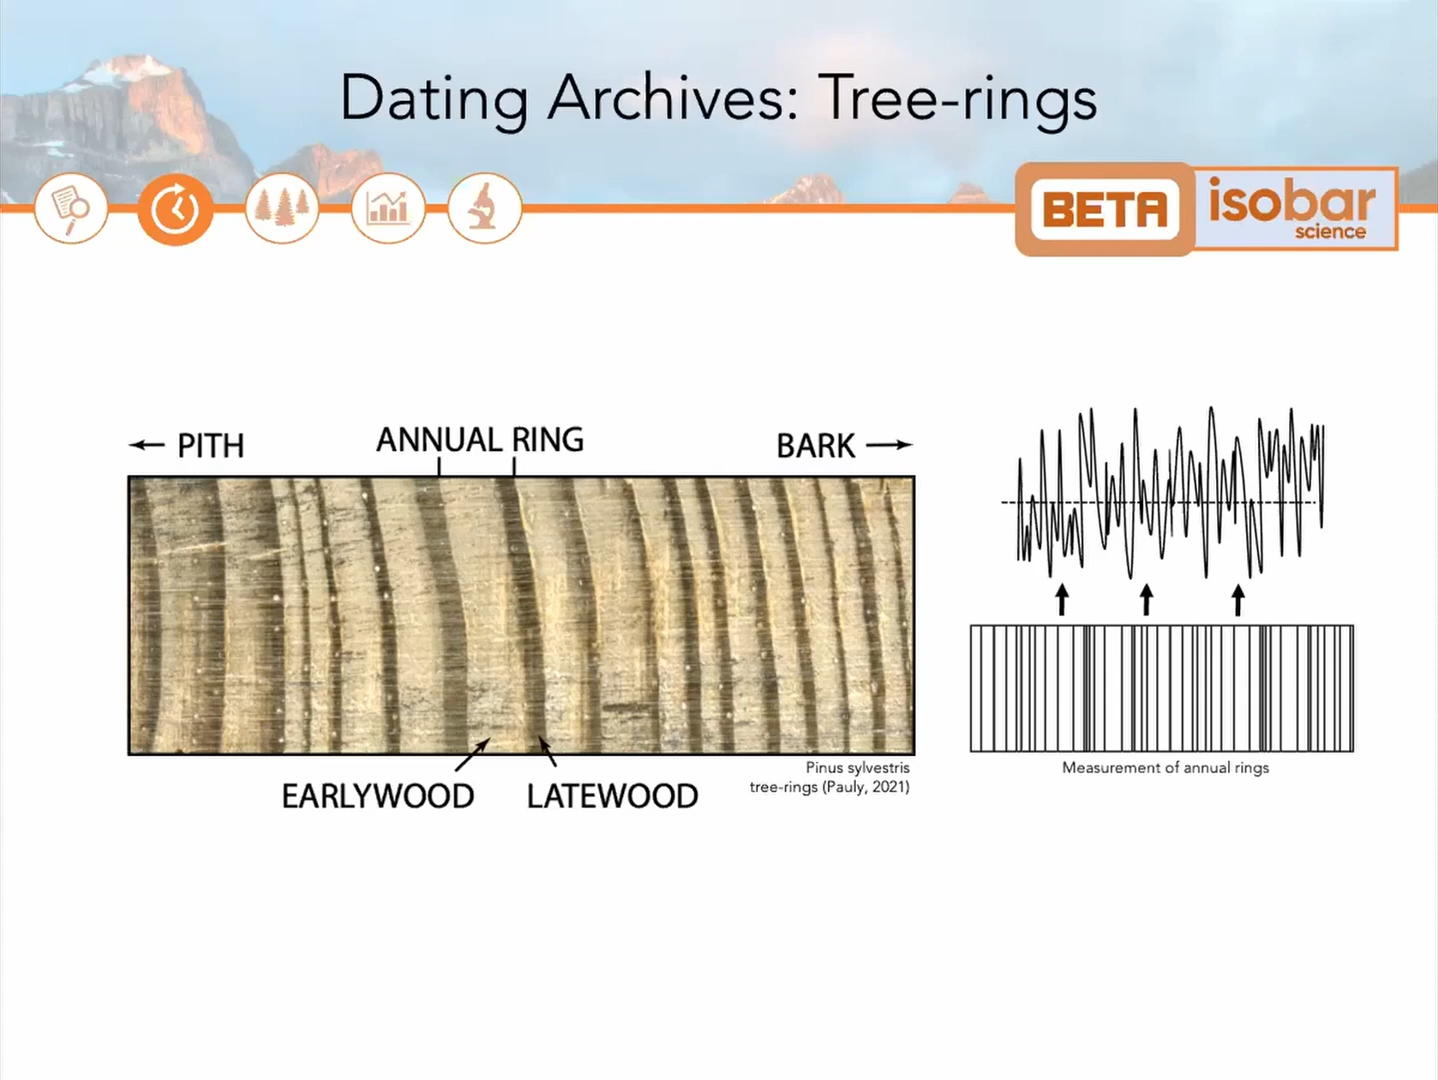 Dating Archives: Tree-rings
BETA
isobar
science
PITH
ANNUAL RING
BARK
EARLYWOOD
LATEWOOD
Pinus sylvestris
tree-rings (Pauly, 2021)
Measurement of annual rings